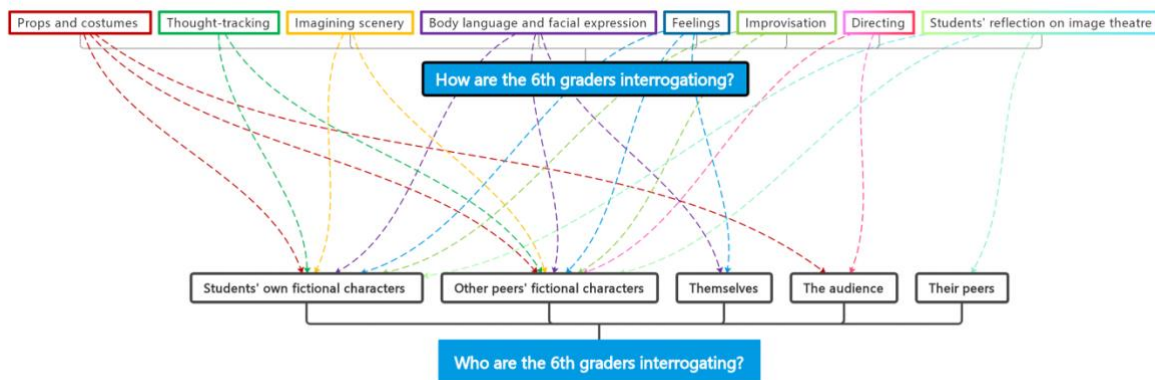 Props and costumes
Thought-tracking
Imagining scenery
Body language and facial expression
Feelings
Improvisation
Directing
Students' reflection on image theatre
How are the 6th graders interrogationg?
Students' own fictional characters
Other peers' fictional characters
Themselves
The audience
Their peers
Who are the 6th graders interrogating?